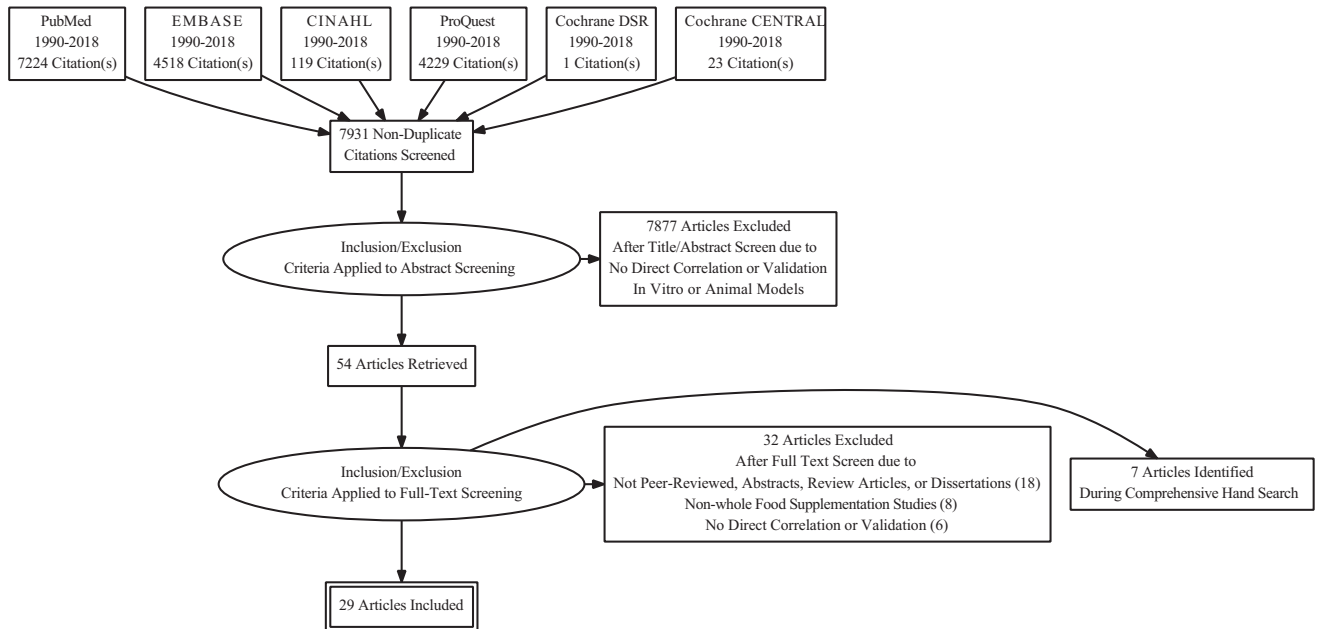 PubMed
1990-2018
7224 Citation(s)
EMBASE
1990-2018
4518 Citation(s)
CINAHL
1990-2018
119 Citation(s)
ProQuest
1990-2018
4229 Citation(s)
Cochrane DSR
1990-2018
1 Citation(s)
Cochrane CENTRAL
1990-2018
23 Citation(s)
7931 Non-Duplicate
Citations Screened
Inclusion/Exclusion
Criteria Applied to Abstract Screening
7877 Articles Excluded
After Title/Abstract Screen due to
No Direct Correlation or Validation
In Vitro or Animal Models
54 Articles Retrieved
Inclusion/Exclusion
Criteria Applied to Full-Text Screening
32 Articles Excluded
After Full Text Screen due to
Not Peer-Reviewed, Abstracts, Review Articles, or Dissertations (18)
Non-whole Food Supplementation Studies (8)
No Direct Correlation or Validation (6)
7 Articles Identified
During Comprehensive Hand Search
29 Articles Included